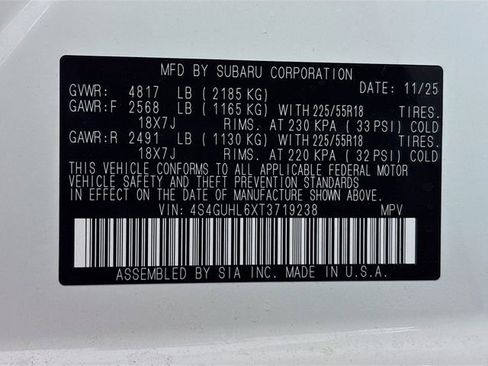 MFD BY SUBARU CORPORATION
GVWR: 4817 LB (2185 KG) DATE: 11/25
GAWR:F 2568 LB (1165 KG) WITH 225/55R18 TIRES.
18X7J RIMS. AT 230 KPA (33 PSI) COLD
GAWR:R 2491 LB (1130 KG) WITH 225/55R18 TIRES.
18X7J RIMS. AT 220 KPA (32 PSI) COLD
THIS VEHICLE CONFORMS TO ALL APPLICABLE FEDERAL MOTOR
VEHICLE SAFETY AND THEFT PREVENTION STANDARDS
IN EFFECT ON THE DATE OF MANUFACTURE SHOWN ABOVE.
VIN: 4S4GUHL6XT3719238 MPV
ASSEMBLED BY SIA INC. MADE IN U.S.A.